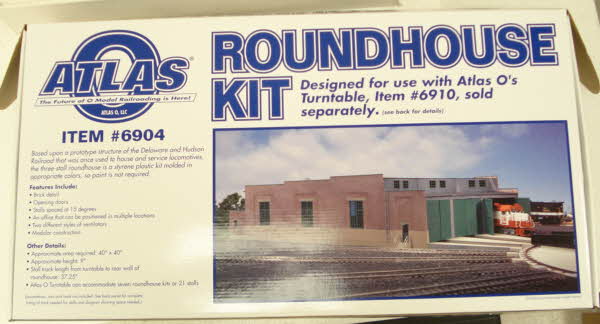 ATLAS®
The Future of O Model Railroading is Here!
ATLAS O, LLC
ITEM #6904
Based upon a prototype structure of the Delaware and Hudson
Railroad that was once used to house and service locomotives,
the three stall roundhouse is a styrene plastic kit molded in
appropriate colors, so paint is not required.
Features Include:
• Brick detail
• Opening doors
• Stalls spaced at 15 degrees
• An office that can be positioned in multiple locations
• Two different styles of ventilators
• Modular construction
Other Details:
• Approximate area required: 40" x 40"
• Approximate height: 9"
• Stall track length from turntable to rear wall of
roundhouse: 37.25"
• Atlas O Turntable can accommodate seven roundhouse kits or 21 stalls
ROUNDHOUSE
KIT
Designed for use with Atlas O's
Turntable, Item #6910, sold
separately. (see back for details)